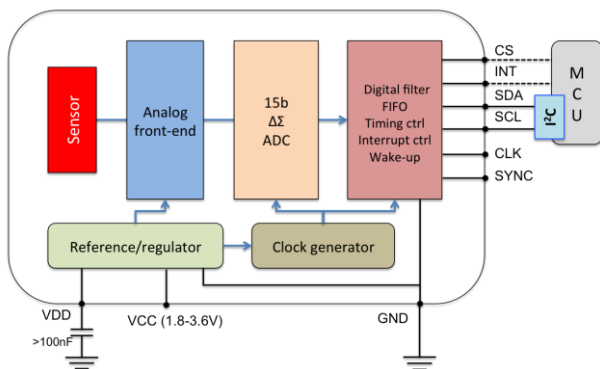 Sensor
Analog
front-end
15b
ΔΣ
ADC
Digital filter
FIFO
Timing ctrl
Interrupt ctrl
Wake-up
CS
INT
SDA
SCL
CLK
SYNC
I²C
MCU
Reference/regulator
Clock generator
VDD
>100nF
VCC (1.8-3.6V)
GND